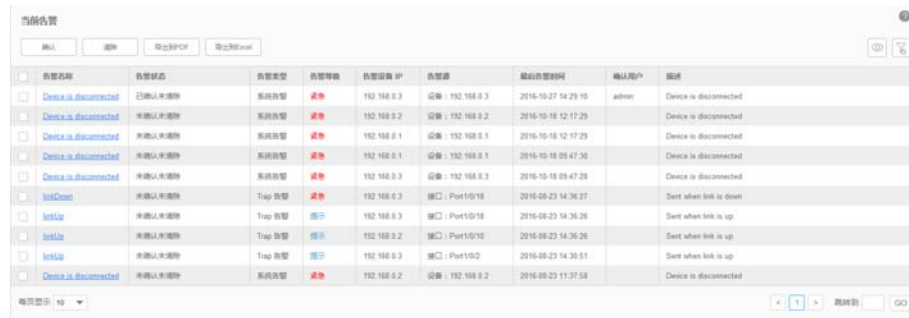 当前告警
确认 清除 导出到PDF 导出到Excel
告警名称 告警状态 告警类型 告警等级 告警设备 IP 告警源 最后告警时间 确认用户 描述
Device is disconnected 已确认未清除 系统告警 紧急 192.168.0.3 设备：192.168.0.3 2016-10-27 14:29:10 admin Device is disconnected
Device is disconnected 未确认未清除 系统告警 紧急 192.168.0.2 设备：192.168.0.2 2016-10-18 12:17:29 Device is disconnected
Device is disconnected 未确认未清除 系统告警 紧急 192.168.0.1 设备：192.168.0.1 2016-10-18 12:17:29 Device is disconnected
Device is disconnected 未确认未清除 系统告警 紧急 192.168.0.1 设备：192.168.0.1 2016-10-18 09:47:30 Device is disconnected
Device is disconnected 未确认未清除 系统告警 紧急 192.168.0.3 设备：192.168.0.3 2016-10-18 09:47:28 Device is disconnected
linkDown 未确认未清除 Trap 告警 紧急 192.168.0.3 接口：Port1/0/18 2016-08-23 14:36:27 Sent when link is down
linkUp 未确认未清除 Trap 告警 提示 192.168.0.3 接口：Port1/0/18 2016-08-23 14:36:26 Sent when link is up
linkUp 未确认未清除 Trap 告警 提示 192.168.0.2 接口：Port1/0/10 2016-08-23 14:36:26 Sent when link is up
linkUp 未确认未清除 Trap 告警 提示 192.168.0.3 接口：Port1/0/2 2016-08-23 14:30:51 Sent when link is up
Device is disconnected 未确认未清除 系统告警 紧急 192.168.0.2 设备：192.168.0.2 2016-08-23 11:37:58 Device is disconnected
每页显示 10 < 1 > 跳转到 GO